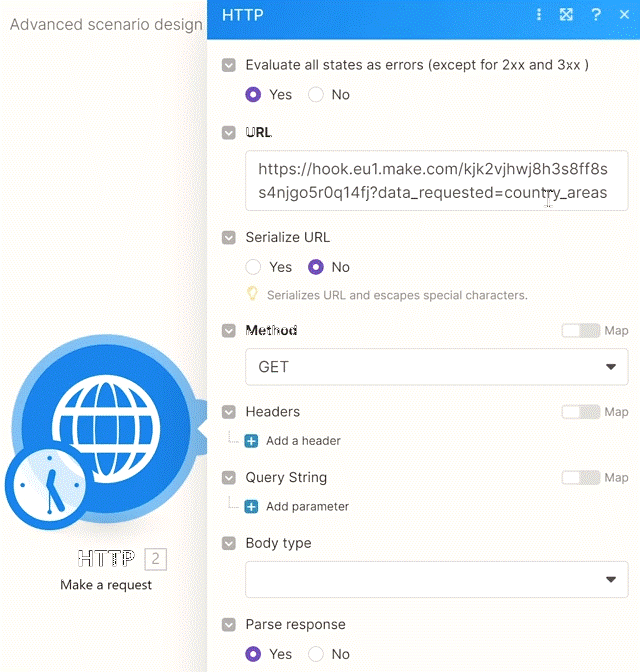 Advanced scenario design
HTTP
Evaluate all states as errors (except for 2xx and 3xx )
Yes No
URL
https://hook.eu1.make.com/kjk2vjhwj8h3s8ff8s
s4njgo5r0q14fj?data_requested=country_areas
Serialize URL
Yes No
Serializes URL and escapes special characters.
Method Map
GET
Headers Map
Add a header
Query String Map
Add parameter
Body type
Parse response
Yes No
HTTP 2
Make a request